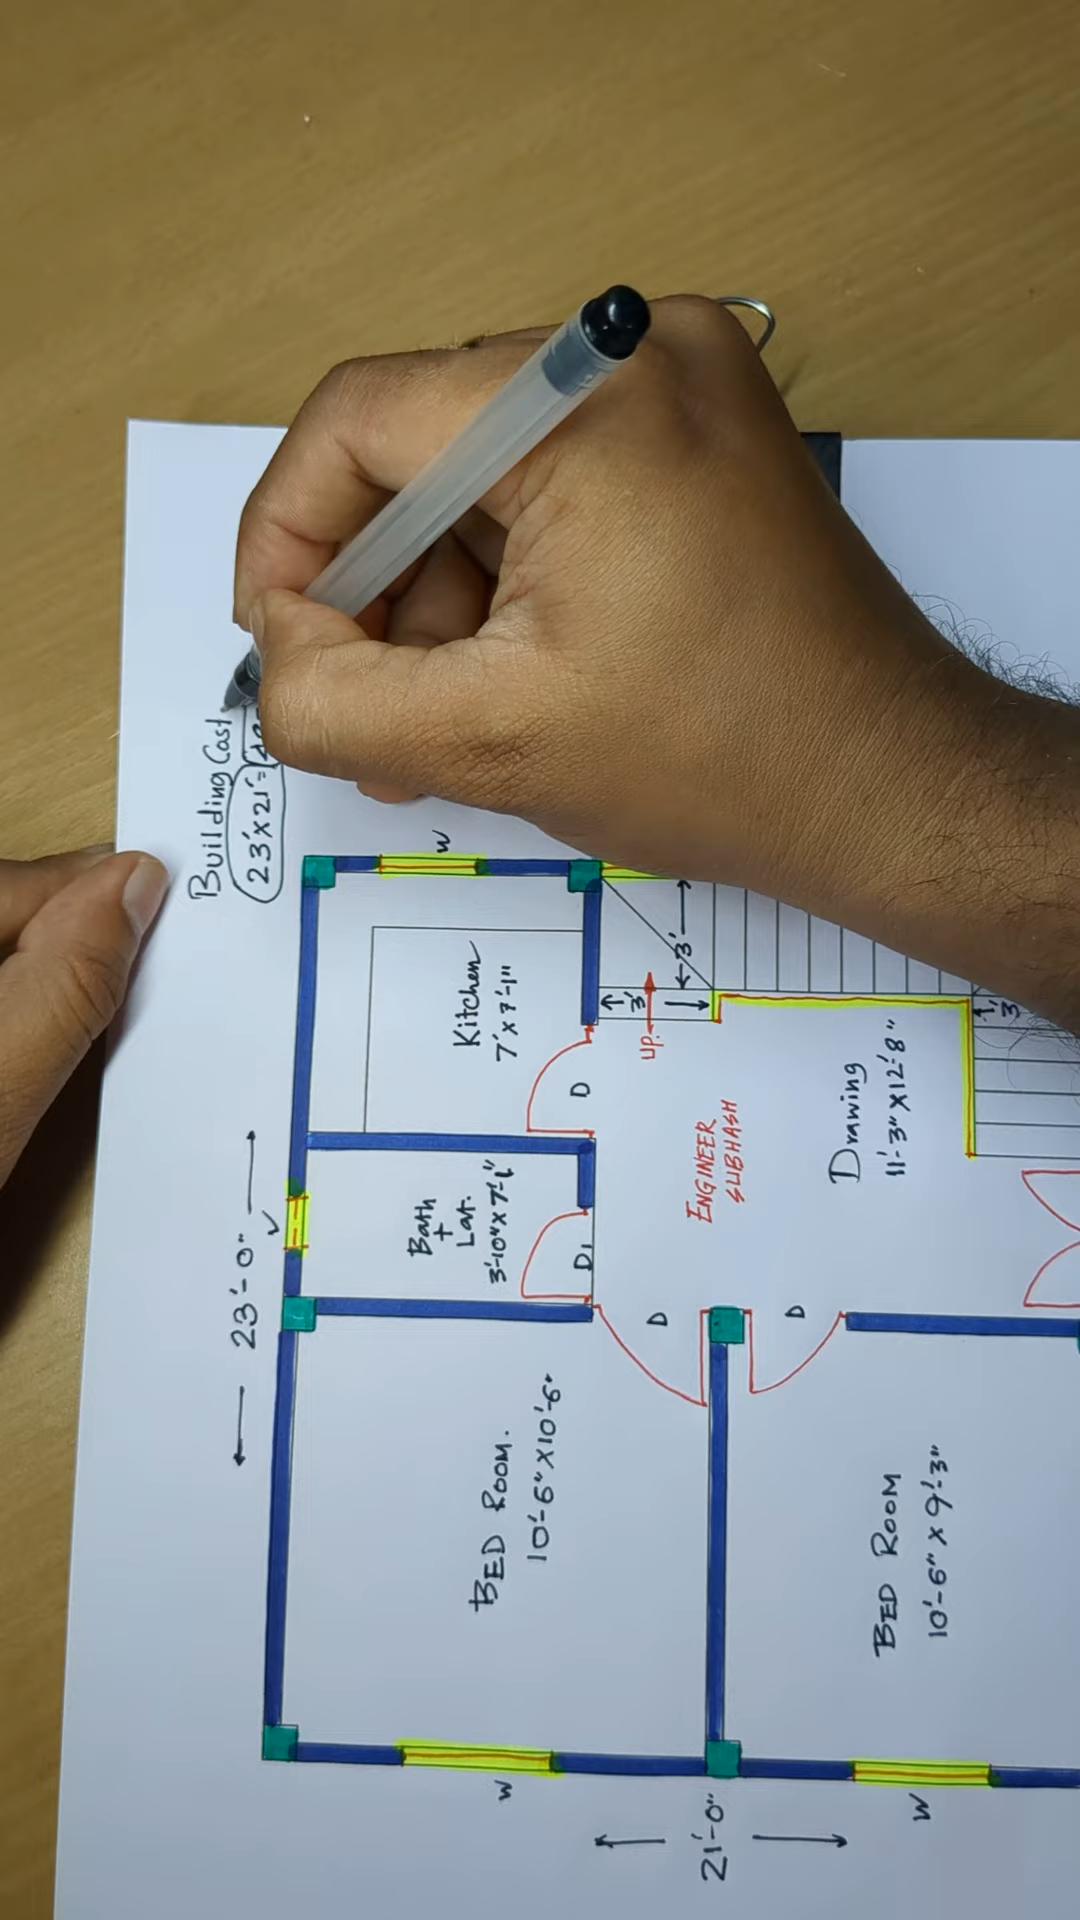 Building Cost
23'X21'=
W
Kitchen
7'X7'-1"
D
UP.
3'
3'
3'
Drawing
11'-3"X12'-8"
ENGINEER
SUBHASH
Bath
+
Lat.
3'-10"X7'-1"
D1
V
23'-0"
D
D
BED ROOM.
10'-6"X10'-6"
BED ROOM
10'-6"X9'-3"
W
W
21'-0"